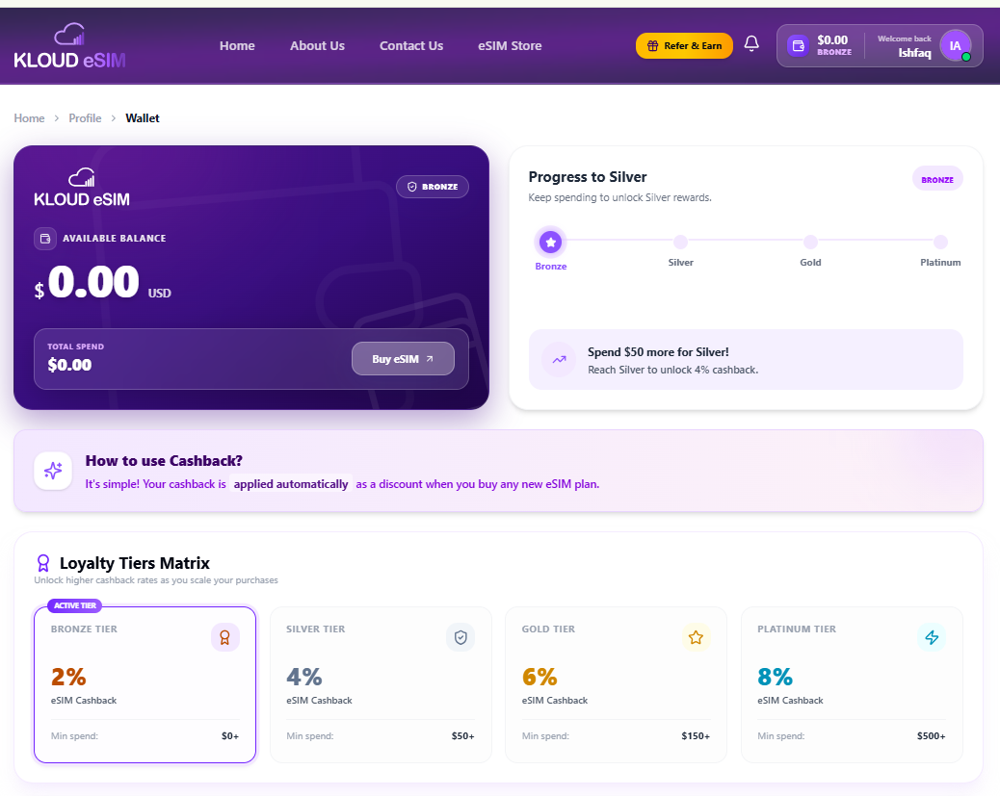 KLOUD eSIM
Home
About Us
Contact Us
eSIM Store
Refer & Earn
$0.00
BRONZE
Welcome back
Ishfaq
IA
Home > Profile > Wallet
KLOUD eSIM
BRONZE
AVAILABLE BALANCE
$0.00 USD
TOTAL SPEND
$0.00
Buy eSIM
Progress to Silver
BRONZE
Keep spending to unlock Silver rewards.
Bronze
Silver
Gold
Platinum
Spend $50 more for Silver!
Reach Silver to unlock 4% cashback.
How to use Cashback?
It's simple! Your cashback is applied automatically as a discount when you buy any new eSIM plan.
Loyalty Tiers Matrix
Unlock higher cashback rates as you scale your purchases
ACTIVE TIER
BRONZE TIER
2%
eSIM Cashback
Min spend: $0+
SILVER TIER
4%
eSIM Cashback
Min spend: $50+
GOLD TIER
6%
eSIM Cashback
Min spend: $150+
PLATINUM TIER
8%
eSIM Cashback
Min spend: $500+